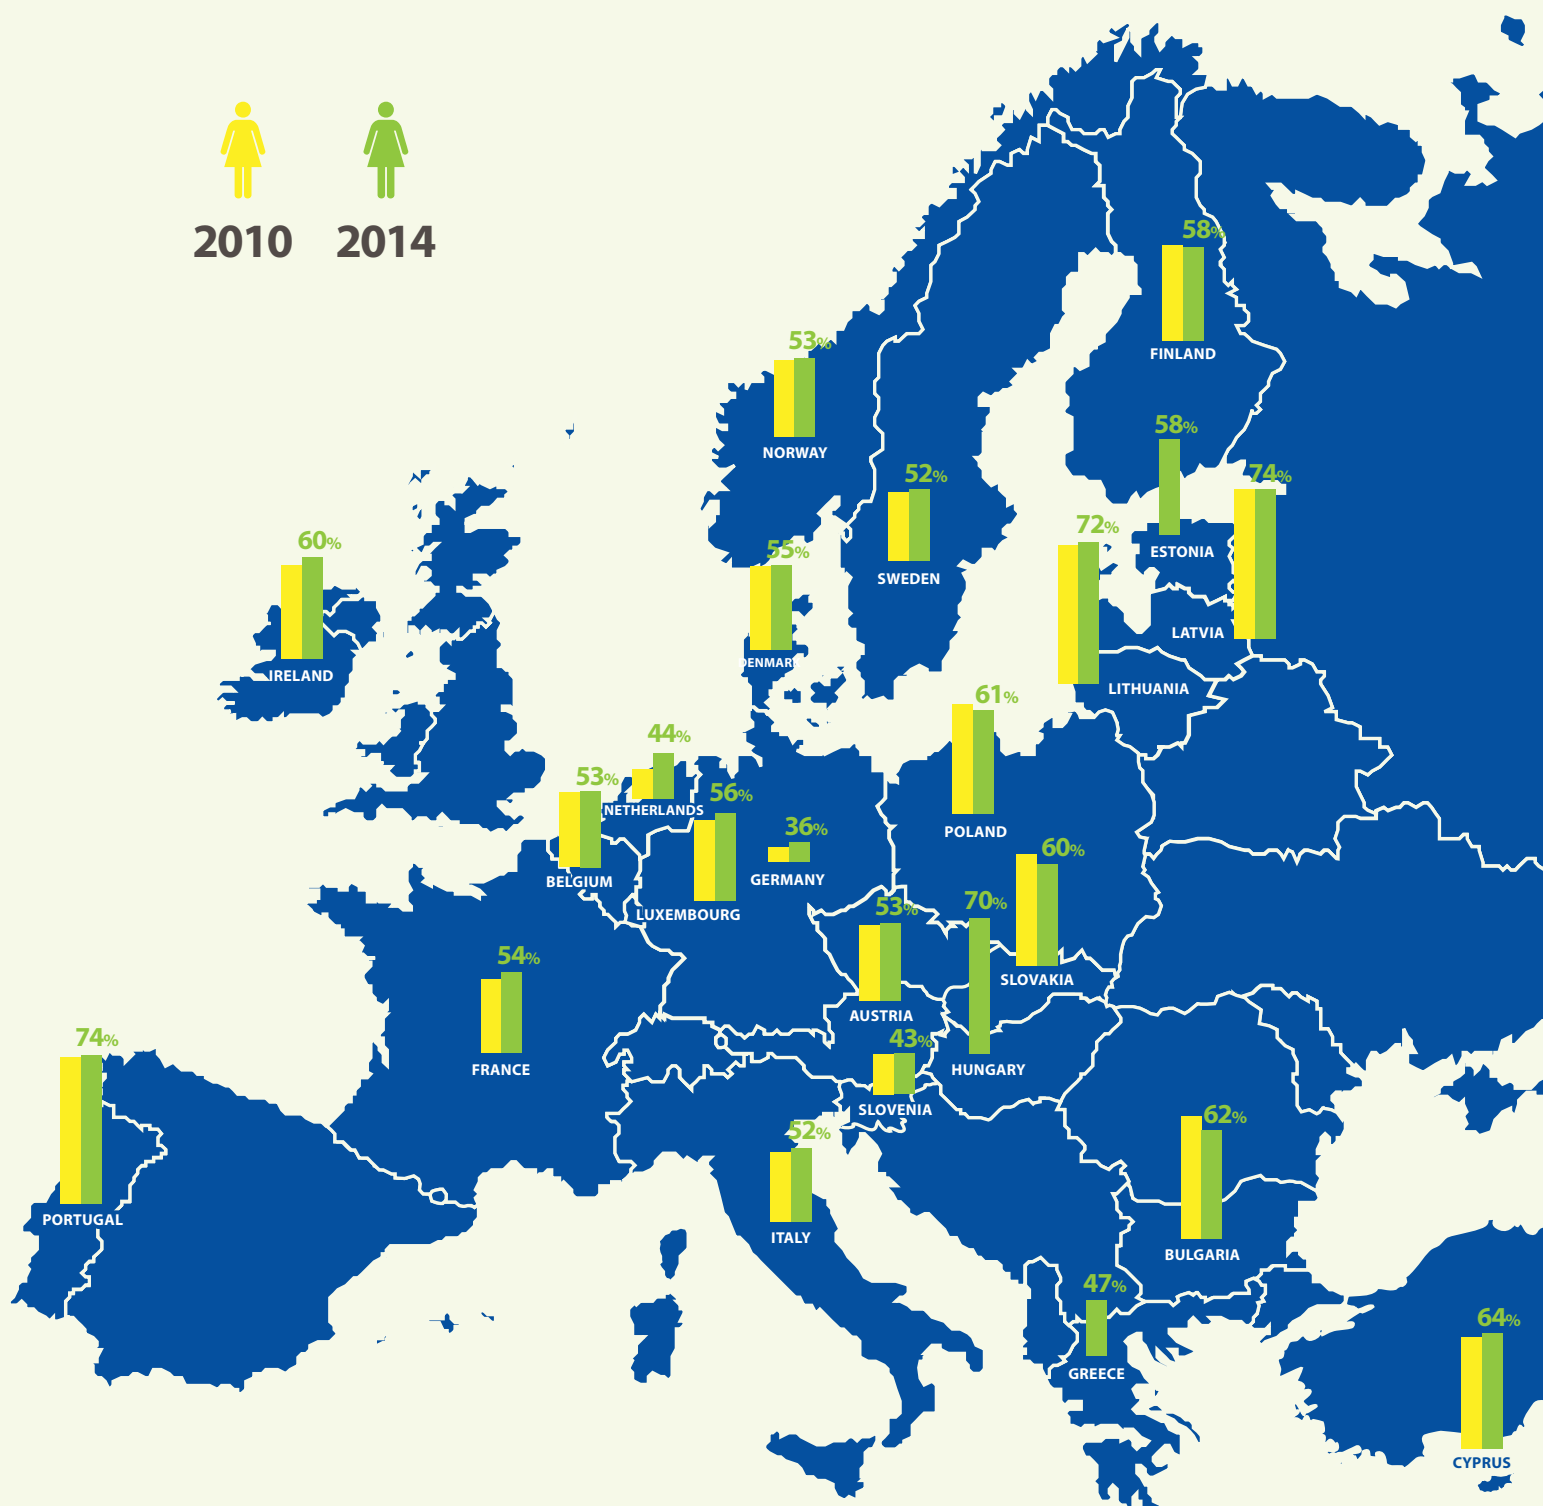 2010 2014
58%
FINLAND
53%
NORWAY
58%
ESTONIA
52%
SWEDEN
74%
LATVIA
72%
LITHUANIA
60%
IRELAND
55%
DENMARK
61%
POLAND
44%
NETHERLANDS
53%
BELGIUM
56%
LUXEMBOURG
36%
GERMANY
60%
SLOVAKIA
53%
AUSTRIA
70%
HUNGARY
54%
FRANCE
43%
SLOVENIA
74%
PORTUGAL
52%
ITALY
62%
BULGARIA
47%
GREECE
64%
CYPRUS